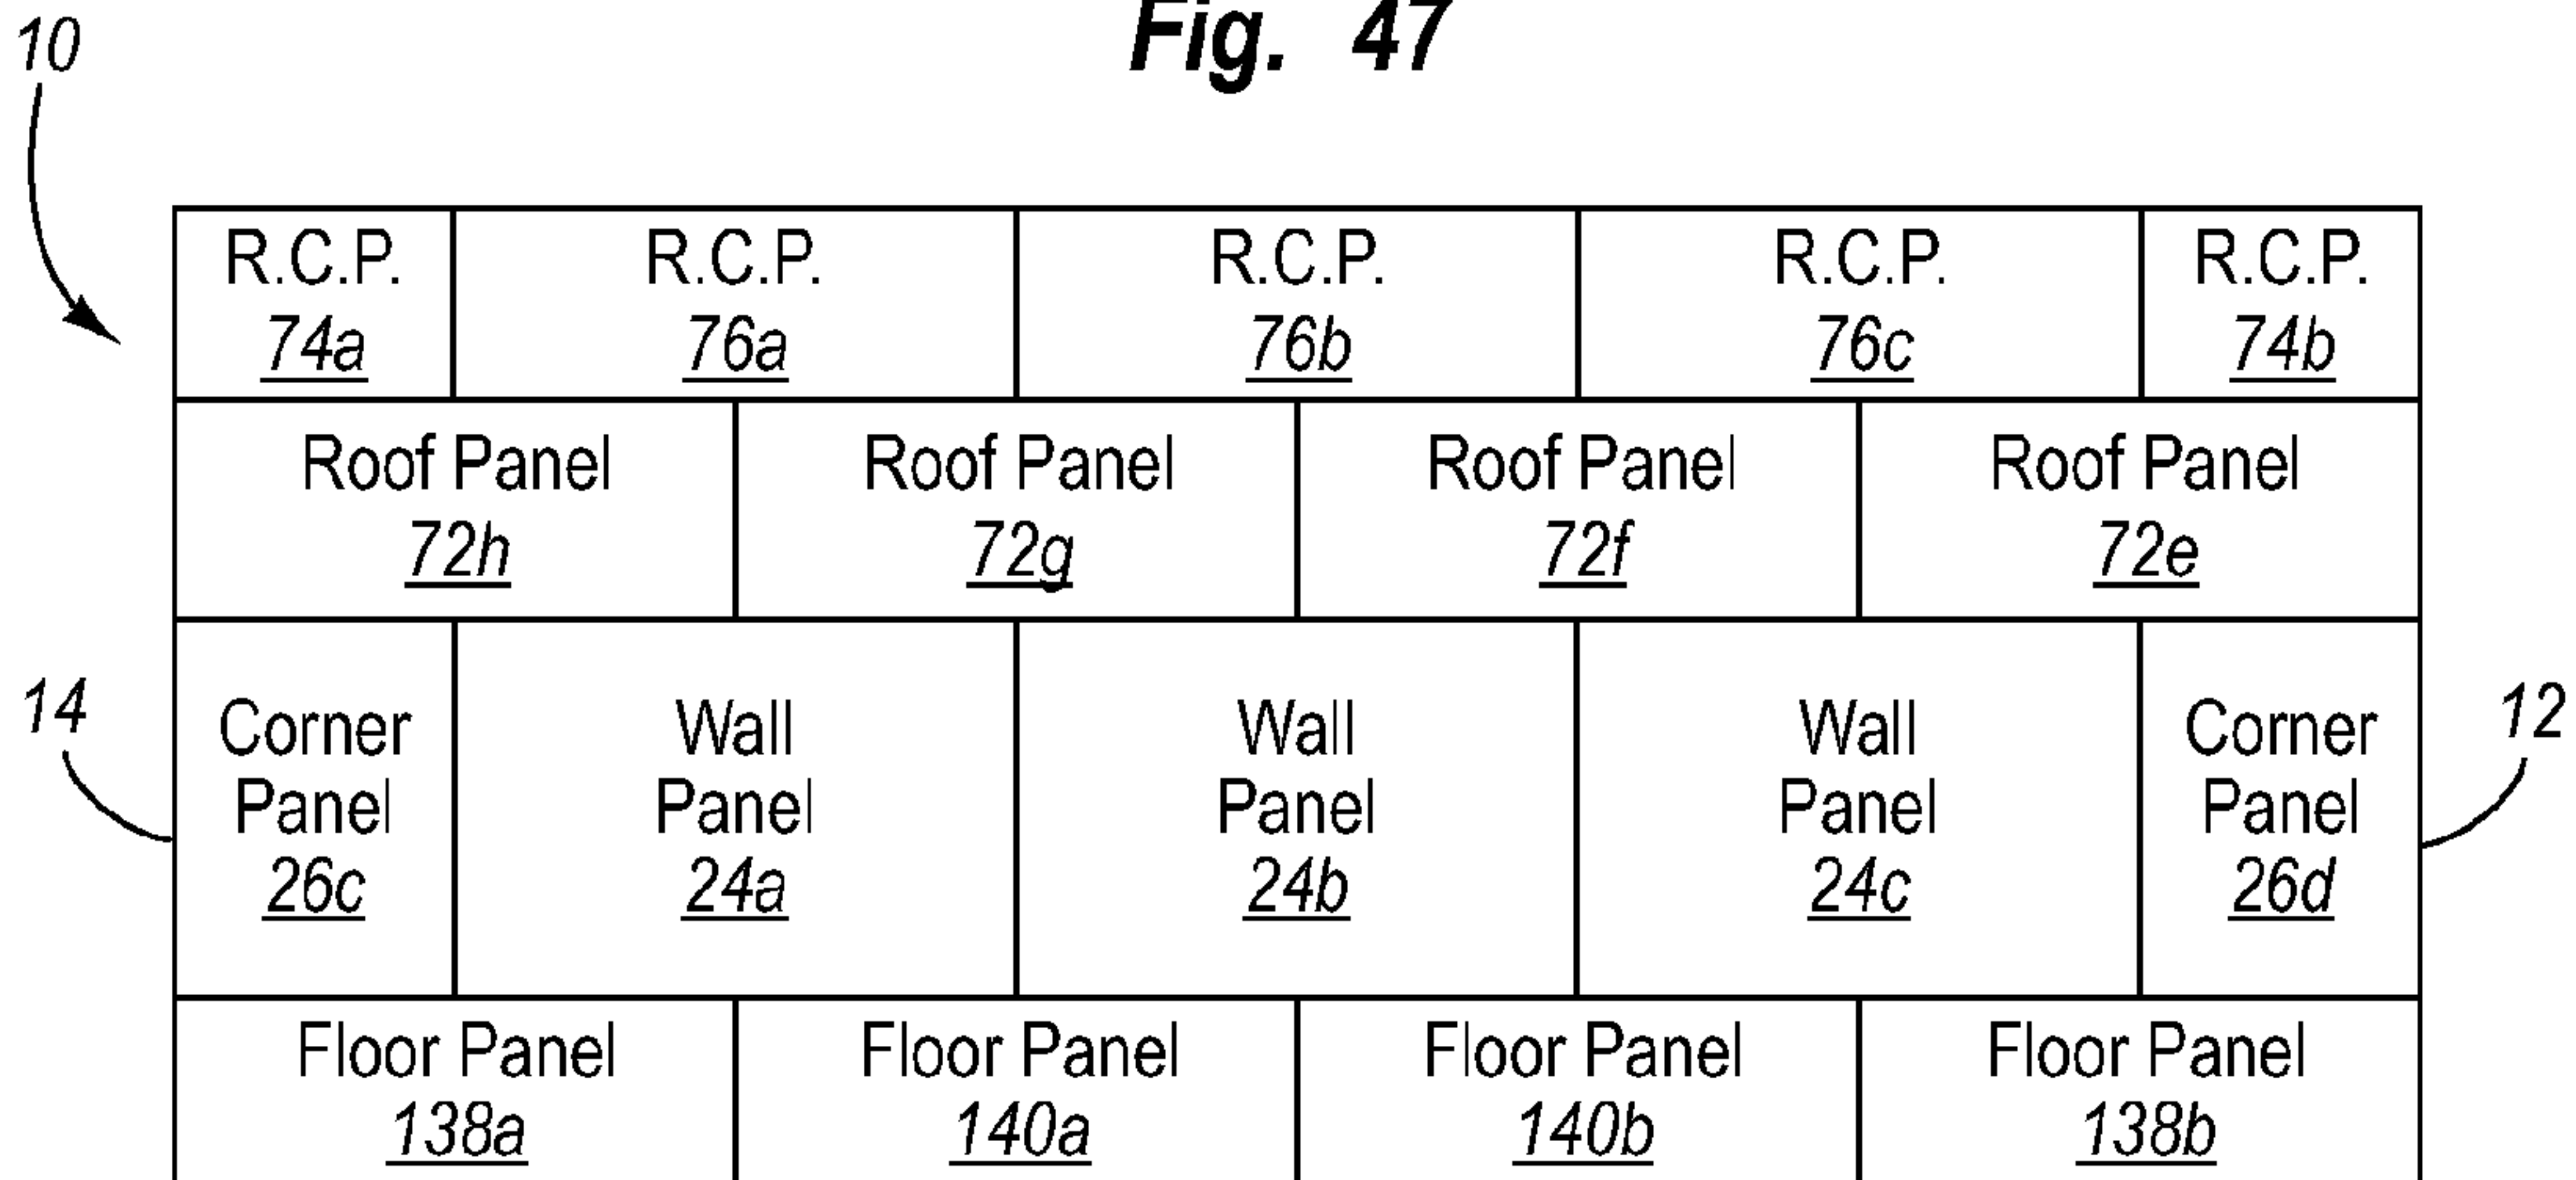 Fig. 47
10
R.C.P. R.C.P. R.C.P. R.C.P. R.C.P.
74a 76a 76b 76c 74b
Roof Panel Roof Panel Roof Panel Roof Panel
72h 72g 72f 72e
14
12
Corner Wall Wall Wall Corner
Panel Panel Panel Panel Panel
26c 24a 24b 24c 26d
Floor Panel Floor Panel Floor Panel Floor Panel
138a 140a 140b 138b